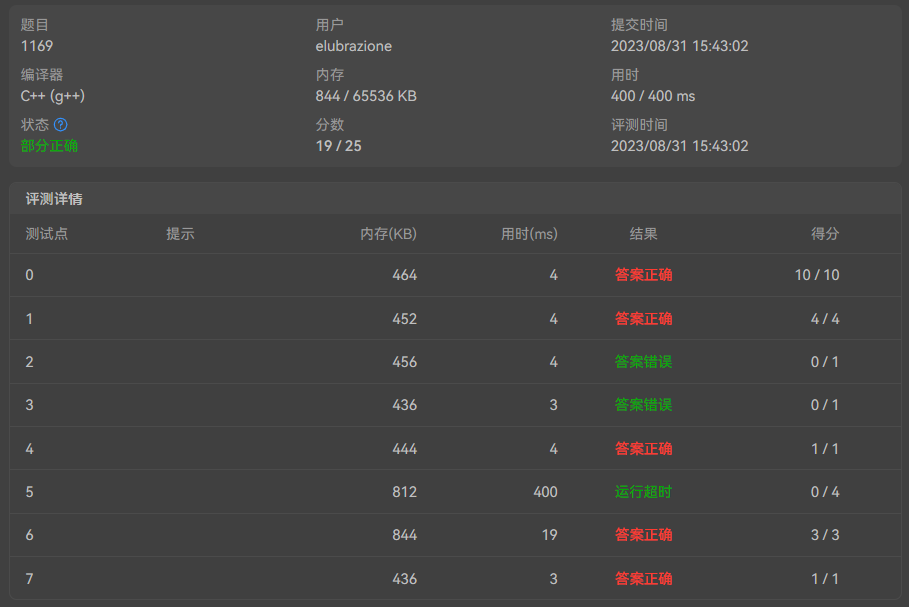 题目 用户 提交时间
1169 elubrazione 2023/08/31 15:43:02
编译器 内存 用时
C++ (g++) 844 / 65536 KB 400 / 400 ms
状态 ? 分数 评测时间
部分正确 19 / 25 2023/08/31 15:43:02
评测详情
测试点 提示 内存(KB) 用时(ms) 结果 得分
0 464 4 答案正确 10 / 10
1 452 4 答案正确 4 / 4
2 456 4 答案错误 0 / 1
3 436 3 答案错误 0 / 1
4 444 4 答案正确 1 / 1
5 812 400 运行超时 0 / 4
6 844 19 答案正确 3 / 3
7 436 3 答案正确 1 / 1